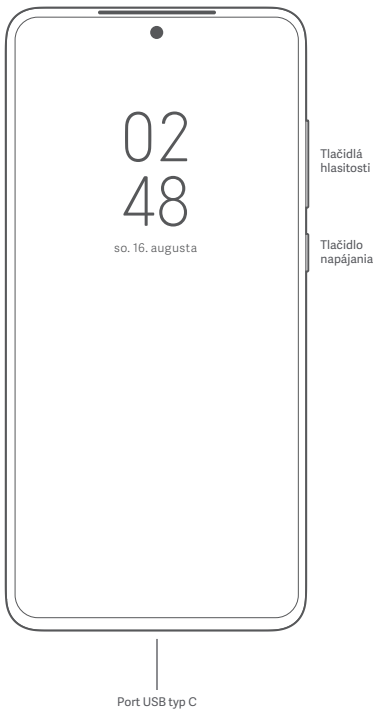 02
48
so. 16. augusta
Tlačidlá
hlasitosti
Tlačidlo
napájania
Port USB typ C